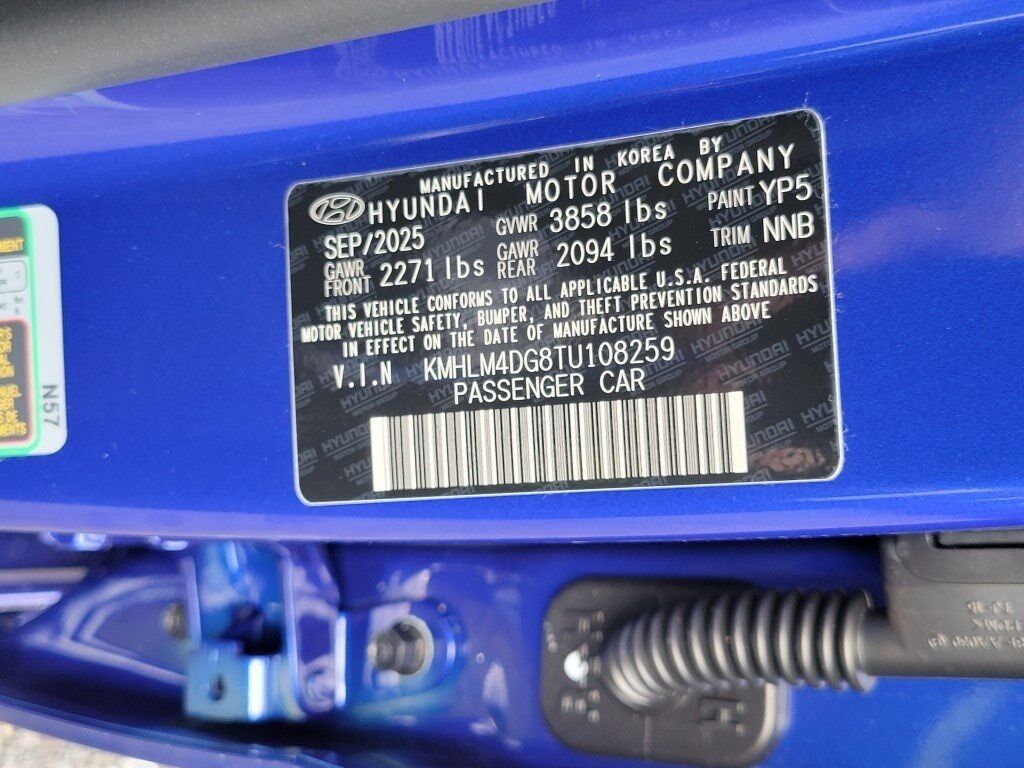 MANUFACTURED IN KOREA BY
HYUNDAI MOTOR COMPANY
SEP/2025 GVWR 3858 lbs PAINT YP5
GAWR FRONT 2271 lbs GAWR REAR 2094 lbs TRIM NNB
THIS VEHICLE CONFORMS TO ALL APPLICABLE U.S.A. FEDERAL
MOTOR VEHICLE SAFETY, BUMPER, AND THEFT PREVENTION STANDARDS
IN EFFECT ON THE DATE OF MANUFACTURE SHOWN ABOVE
V.I.N KMHLM4DG8TU108259
PASSENGER CAR
N57